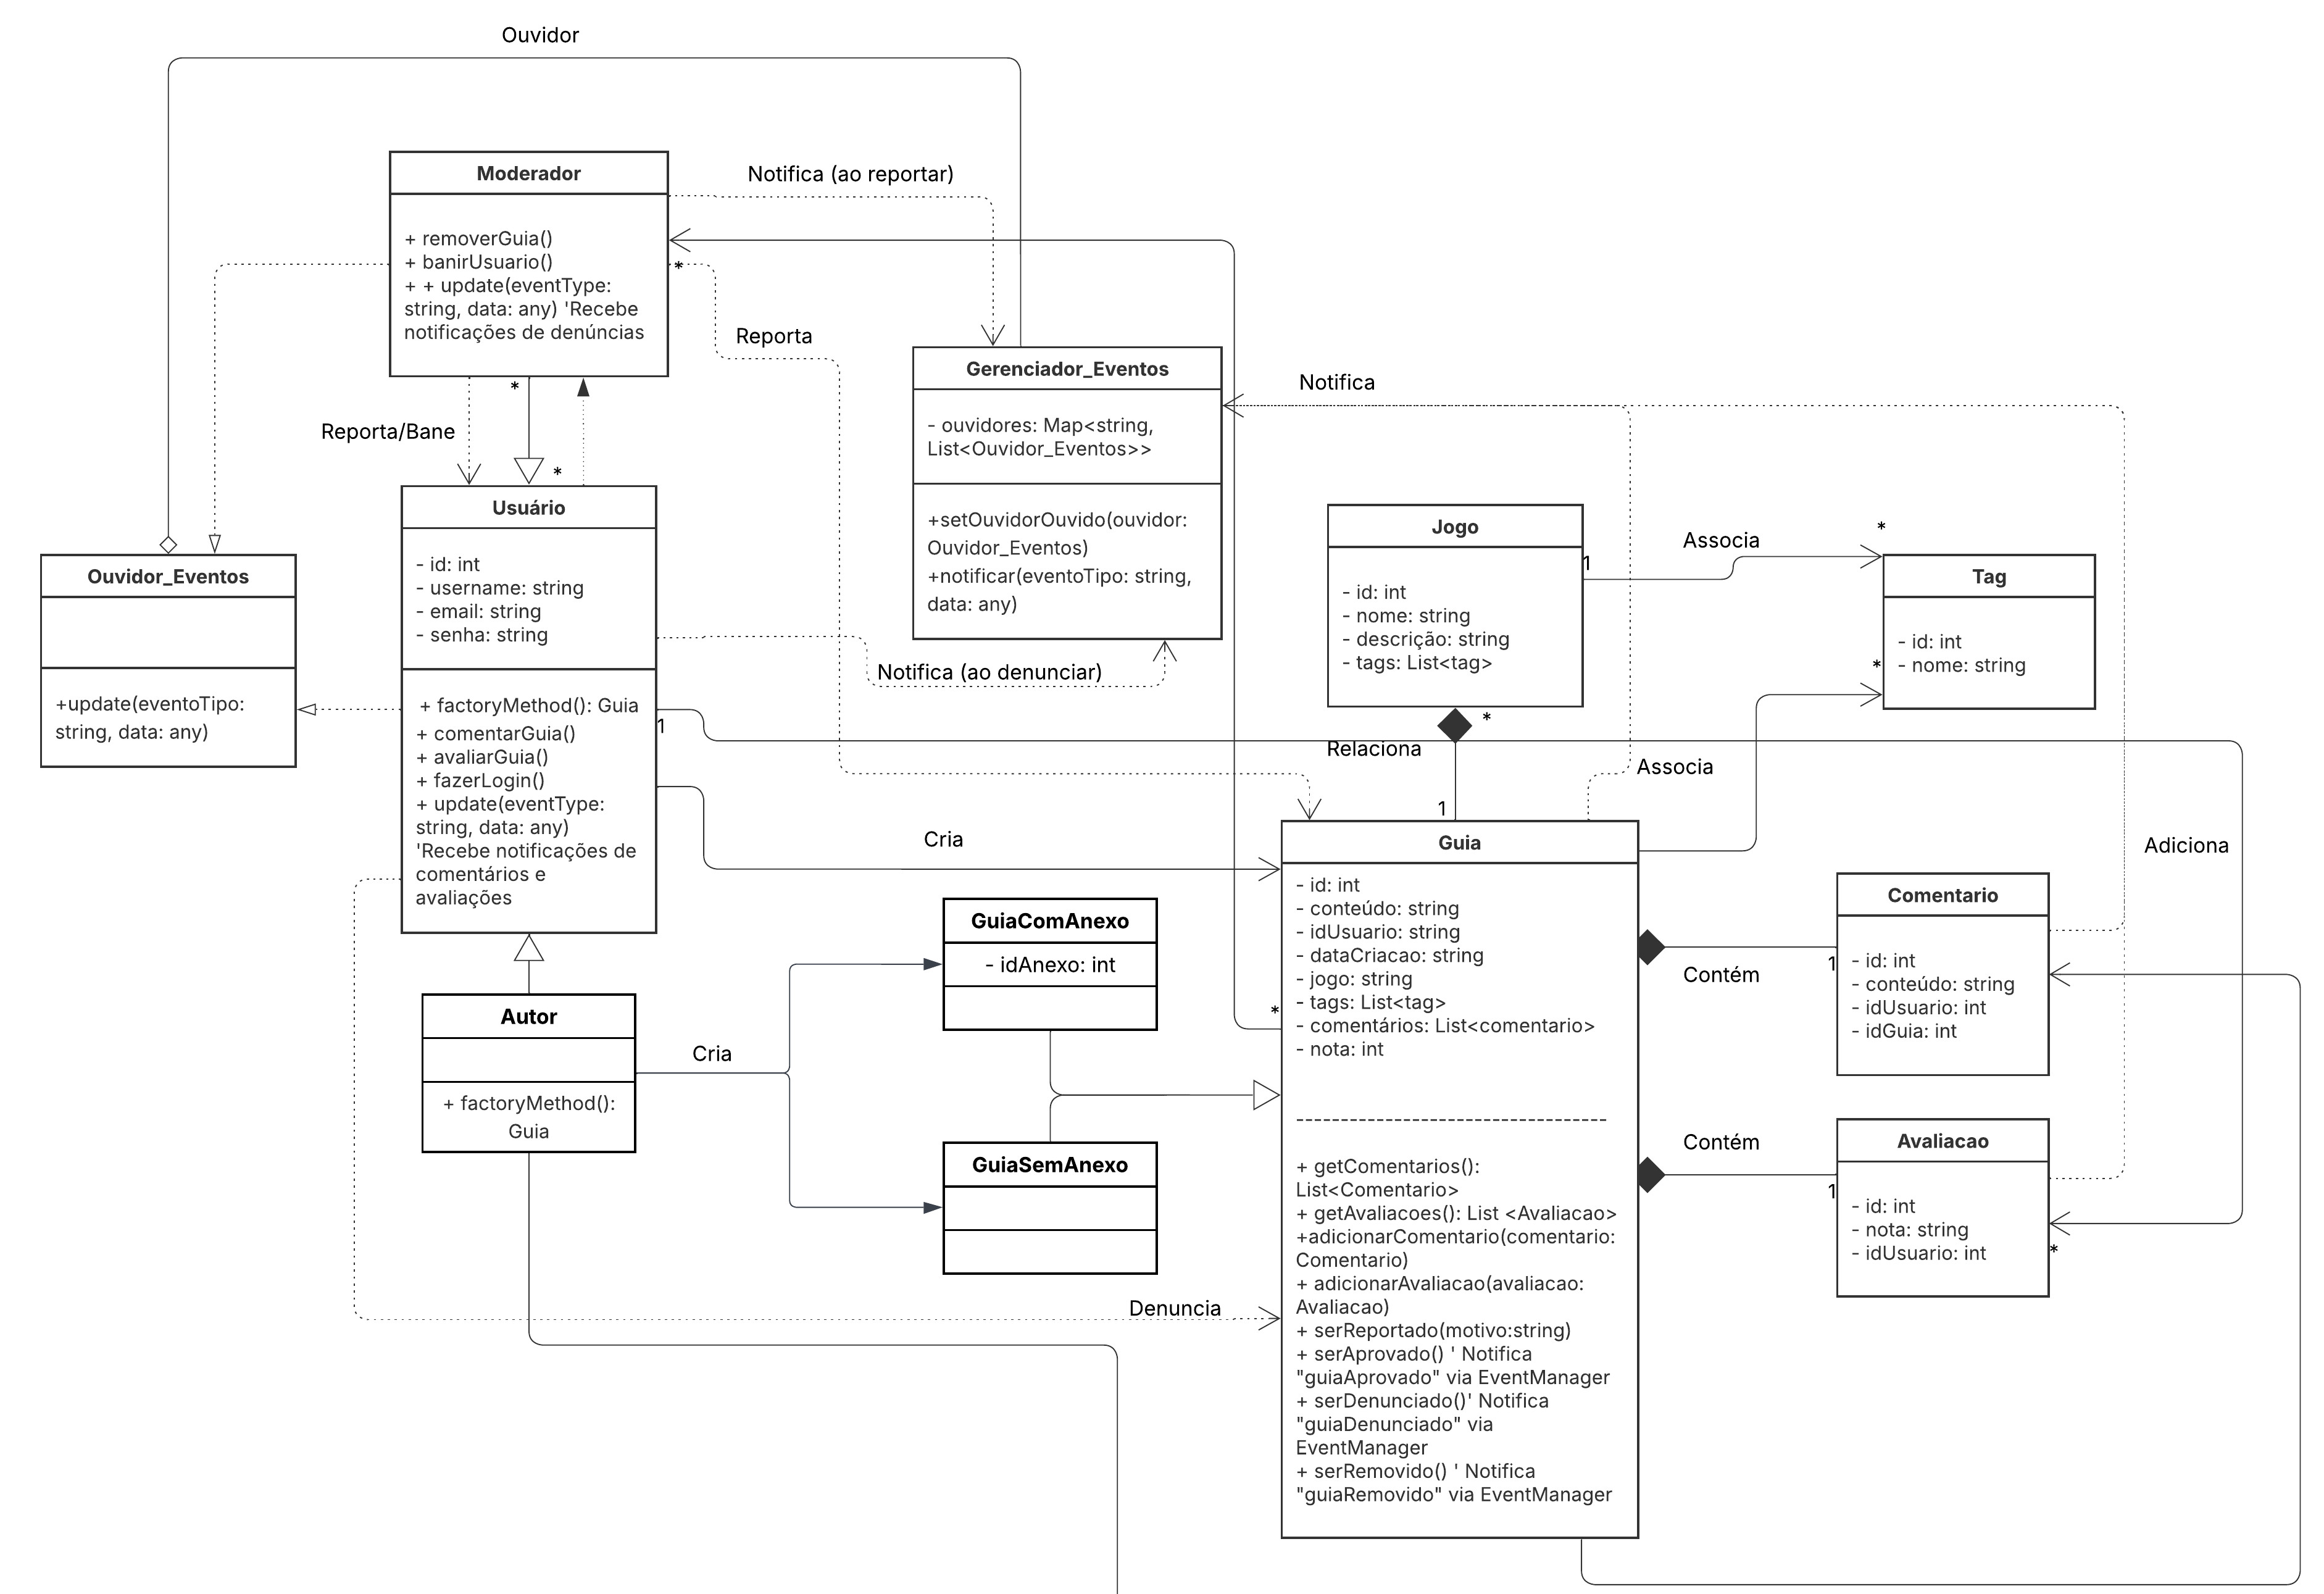 Ouvidor
Moderador
+ removerGuia()
+ banirUsuario()
+ + update(eventType:
string, data: any) 'Recebe
notificações de denúncias
Notifica (ao reportar)
*
Reporta
*
Reporta/Bane
*
Gerenciador_Eventos
- ouvidores: Map<string,
List<Ouvidor_Eventos>>
+setOuvidorOuvido(ouvidor:
Ouvidor_Eventos)
+notificar(eventoTipo: string,
data: any)
Notifica
Usuário
- id: int
- username: string
- email: string
- senha: string
+ factoryMethod(): Guia
+ comentarGuia()
+ avaliarGuia()
+ fazerLogin()
+ update(eventType:
string, data: any)
'Recebe notificações de
comentários e
avaliações
1
Ouvidor_Eventos
+update(eventoTipo:
string, data: any)
Notifica (ao denunciar)
Jogo
- id: int
- nome: string
- descrição: string
- tags: List<tag>
1
Associa
*
Tag
- id: int
- nome: string
*
*
Relaciona
1
Associa
Cria
Adiciona
Guia
- id: int
- conteúdo: string
- idUsuario: string
- dataCriacao: string
- jogo: string
- tags: List<tag>
- comentários: List<comentario>
- nota: int
--------------------------------
+ getComentarios():
List<Comentario>
+ getAvaliacoes(): List <Avaliacao>
+adicionarComentario(comentario:
Comentario)
+ adicionarAvaliacao(avaliacao:
Avaliacao)
+ serReportado(motivo:string)
+ serAprovado() ' Notifica
"guiaAprovado" via EventManager
+ serDenunciado()' Notifica
"guiaDenunciado" via
EventManager
+ serRemovido() ' Notifica
"guiaRemovido" via EventManager
*
Comentario
- id: int
- conteúdo: string
- idUsuario: int
- idGuia: int
Contém
1
Avaliacao
- id: int
- nota: string
- idUsuario: int
Contém
1
*
GuiaComAnexo
- idAnexo: int
GuiaSemAnexo
Autor
+ factoryMethod():
Guia
Cria
Denuncia